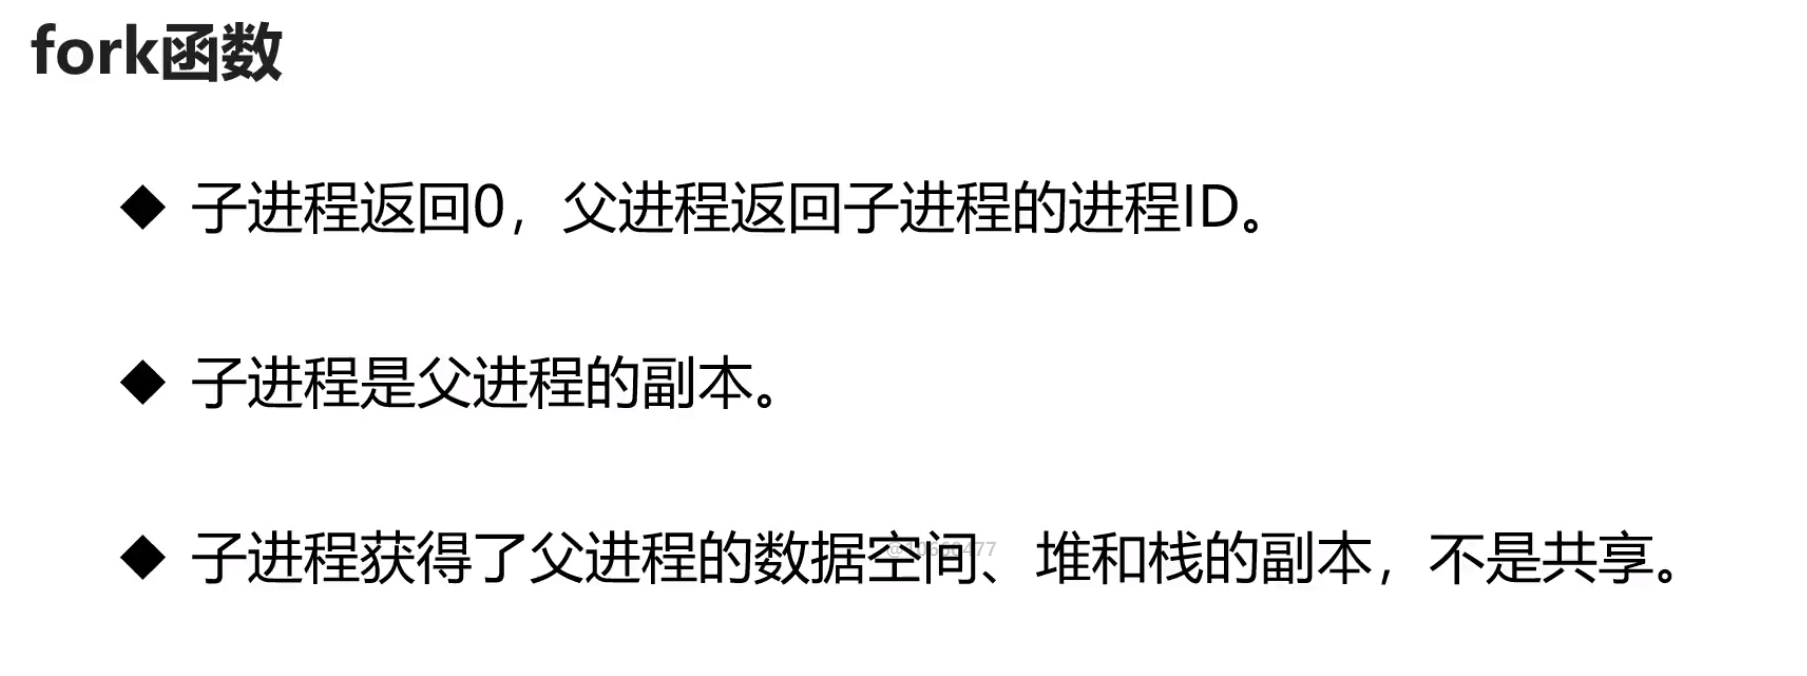 fork函数
◆ 子进程返回0，父进程返回子进程的进程ID。
◆ 子进程是父进程的副本。
◆ 子进程获得了父进程的数据空间、堆和栈的副本，不是共享。